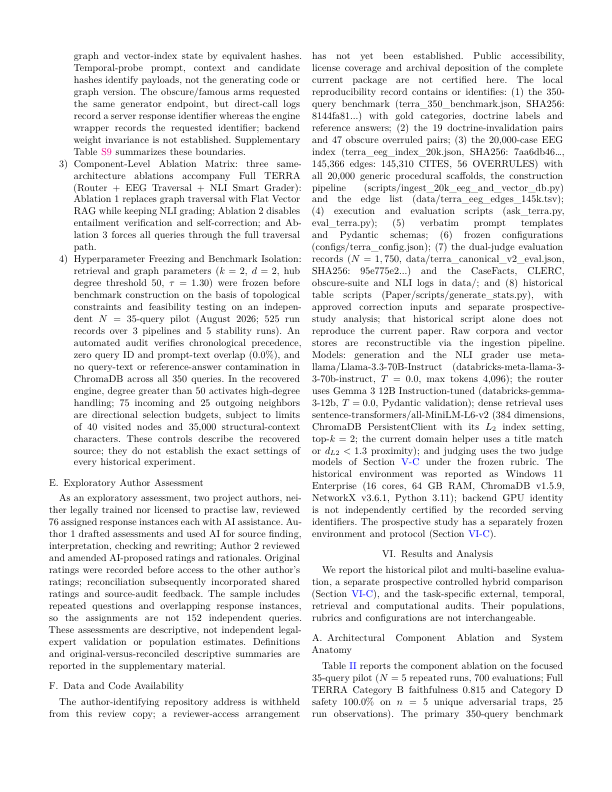 graph and vector-index state by equivalent hashes.
Temporal-probe prompt, context and candidate
hashes identify payloads, not the generating code or
graph version. The obscure/famous arms requested
the same generator endpoint, but direct-call logs
record a server response identifier whereas the engine
wrapper records the requested identifier; backend
weight invariance is not established. Supplementary
Table S9 summarizes these boundaries.
3) Component-Level Ablation Matrix: three same-
architecture ablations accompany Full TERRA
(Router + EEG Traversal + NLI Smart Grader):
Ablation 1 replaces graph traversal with Flat Vector
RAG while keeping NLI grading; Ablation 2 disables
entailment verification and self-correction; and Ab-
lation 3 forces all queries through the full traversal
path.
4) Hyperparameter Freezing and Benchmark Isolation:
retrieval and graph parameters (k = 2, d = 2, hub
degree threshold 50, τ = 1.30) were frozen before
benchmark construction on the basis of topological
constraints and feasibility testing on an indepen-
dent N = 35-query pilot (August 2026; 525 run
records over 3 pipelines and 5 stability runs). An
automated audit verifies chronological precedence,
zero query ID and prompt-text overlap (0.0%), and
no query-text or reference-answer contamination in
ChromaDB across all 350 queries. In the recovered
engine, degree greater than 50 activates high-degree
handling; 75 incoming and 25 outgoing neighbors
are directional selection budgets, subject to limits
of 40 visited nodes and 35,000 structural-context
characters. These controls describe the recovered
source; they do not establish the exact settings of
every historical experiment.
E. Exploratory Author Assessment
As an exploratory assessment, two project authors, nei-
ther legally trained nor licensed to practise law, reviewed
76 assigned response instances each with AI assistance. Au-
thor 1 drafted assessments and used AI for source finding,
interpretation, checking and rewriting; Author 2 reviewed
and amended AI-proposed ratings and rationales. Original
ratings were recorded before access to the other author's
ratings; reconciliation subsequently incorporated shared
ratings and source-audit feedback. The sample includes
repeated questions and overlapping response instances,
so the assignments are not 152 independent queries.
These assessments are descriptive, not independent legal-
expert validation or population estimates. Definitions
and original-versus-reconciled descriptive summaries are
reported in the supplementary material.
F. Data and Code Availability
The author-identifying repository address is withheld
from this review copy; a reviewer-access arrangement
has not yet been established. Public accessibility,
license coverage and archival deposition of the complete
current package are not certified here. The local
reproducibility record contains or identifies: (1) the 350-
query benchmark (terra_350_benchmark.json, SHA256:
8144fa81...) with gold categories, doctrine labels and
reference answers; (2) the 19 doctrine-invalidation pairs
and 47 obscure overruled pairs; (3) the 20,000-case EEG
index (terra_eeg_index_20k.json, SHA256: 7aa6db46...,
145,366 edges: 145,310 CITES, 56 OVERRULES) with
all 20,000 generic procedural scaffolds, the construction
pipeline (scripts/ingest_20k_eeg_and_vector_db.py)
and the edge list (data/terra_eeg_edges_145k.tsv);
(4) execution and evaluation scripts (ask_terra.py,
eval_terra.py); (5) verbatim prompt templates
and Pydantic schemas; (6) frozen configurations
(configs/terra_config.json); (7) the dual-judge evaluation
records (N = 1,750, data/terra_canonical_v2_eval.json,
SHA256: 95e775e2...) and the CaseFacts, CLERC,
obscure-suite and NLI logs in data/; and (8) historical
table scripts (Paper/scripts/generate_stats.py), with
approved correction inputs and separate prospective-
study analysis; that historical script alone does not
reproduce the current paper. Raw corpora and vector
stores are reconstructible via the ingestion pipeline.
Models: generation and the NLI grader use meta-
llama/Llama-3.3-70B-Instruct (databricks-meta-llama-3-
3-70b-instruct, T = 0.0, max tokens 4,096); the router
uses Gemma 3 12B Instruction-tuned (databricks-gemma-
3-12b, T = 0.0, Pydantic validation); dense retrieval uses
sentence-transformers/all-MiniLM-L6-v2 (384 dimensions,
ChromaDB PersistentClient with its L2 index setting,
top-k = 2; the current domain helper uses a title match
or dL2 < 1.3 proximity); and judging uses the two judge
models of Section V-C under the frozen rubric. The
historical environment was reported as Windows 11
Enterprise (16 cores, 64 GB RAM, ChromaDB v1.5.9,
NetworkX v3.6.1, Python 3.11); backend GPU identity
is not independently certified by the recorded serving
identifiers. The prospective study has a separately frozen
environment and protocol (Section VI-C).
VI. Results and Analysis
We report the historical pilot and multi-baseline evalua-
tion, a separate prospective controlled hybrid comparison
(Section VI-C), and the task-specific external, temporal,
retrieval and computational audits. Their populations,
rubrics and configurations are not interchangeable.
A. Architectural Component Ablation and System
Anatomy
Table II reports the component ablation on the focused
35-query pilot (N = 5 repeated runs, 700 evaluations; Full
TERRA Category B faithfulness 0.815 and Category D
safety 100.0% on n = 5 unique adversarial traps, 25
run observations). The primary 350-query benchmark